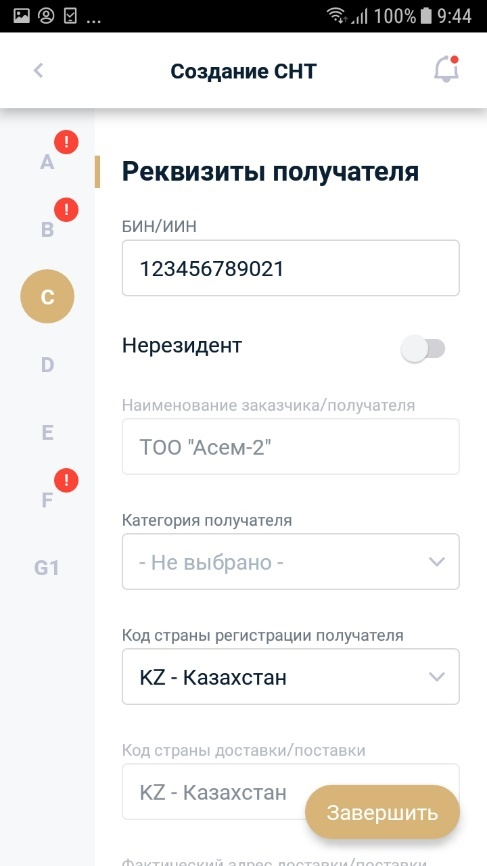 ... 100% 9:44
Создание СНТ
A !
Реквизиты получателя
B !
БИН/ИИН
123456789021
C
Нерезидент
D
Наименование заказчика/получателя
ТОО "Асем-2"
E
F !
Категория получателя
- Не выбрано -
G1
Код страны регистрации получателя
KZ - Казахстан
Код страны доставки/поставки
KZ - Казахстан
Завершить
Фактический адрес доставки/поставки